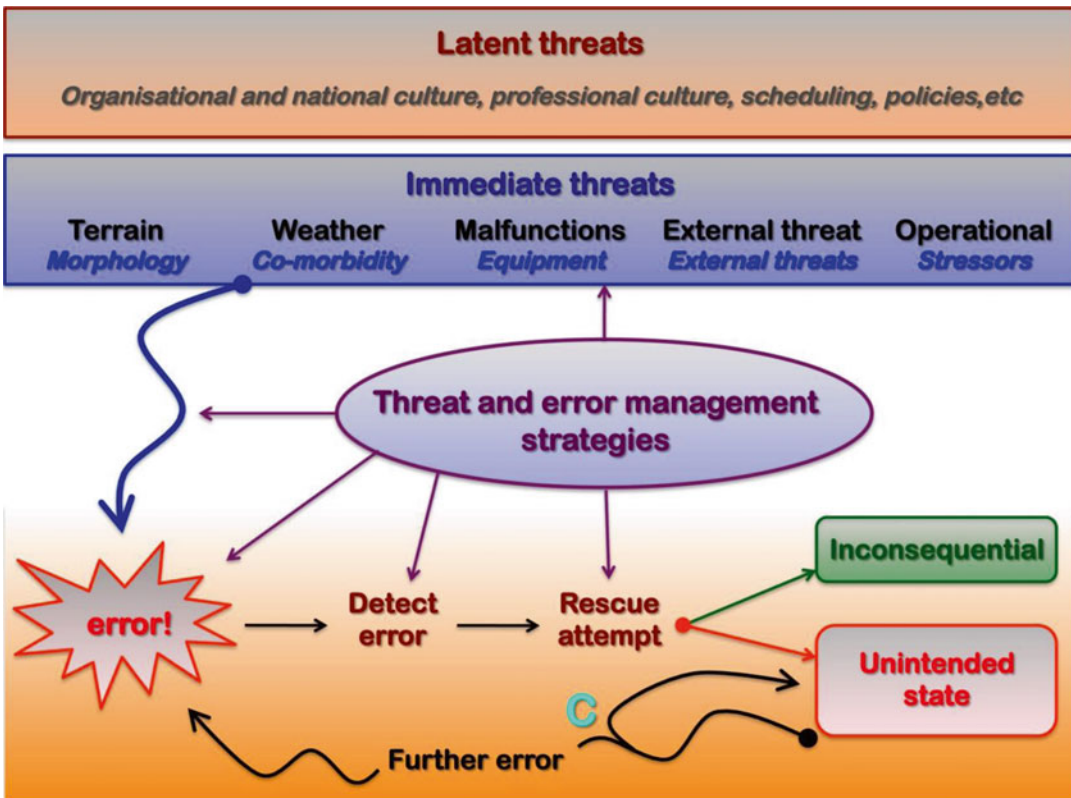 Latent threats
Organisational and national culture, professional culture, scheduling, policies,etc
Immediate threats
Terrain Weather Malfunctions External threat Operational
Morphology Co-morbidity Equipment External threats Stressors
Threat and error management
strategies
Inconsequential
error!
Detect
error
Rescue
attempt
Unintended
state
C
Further error